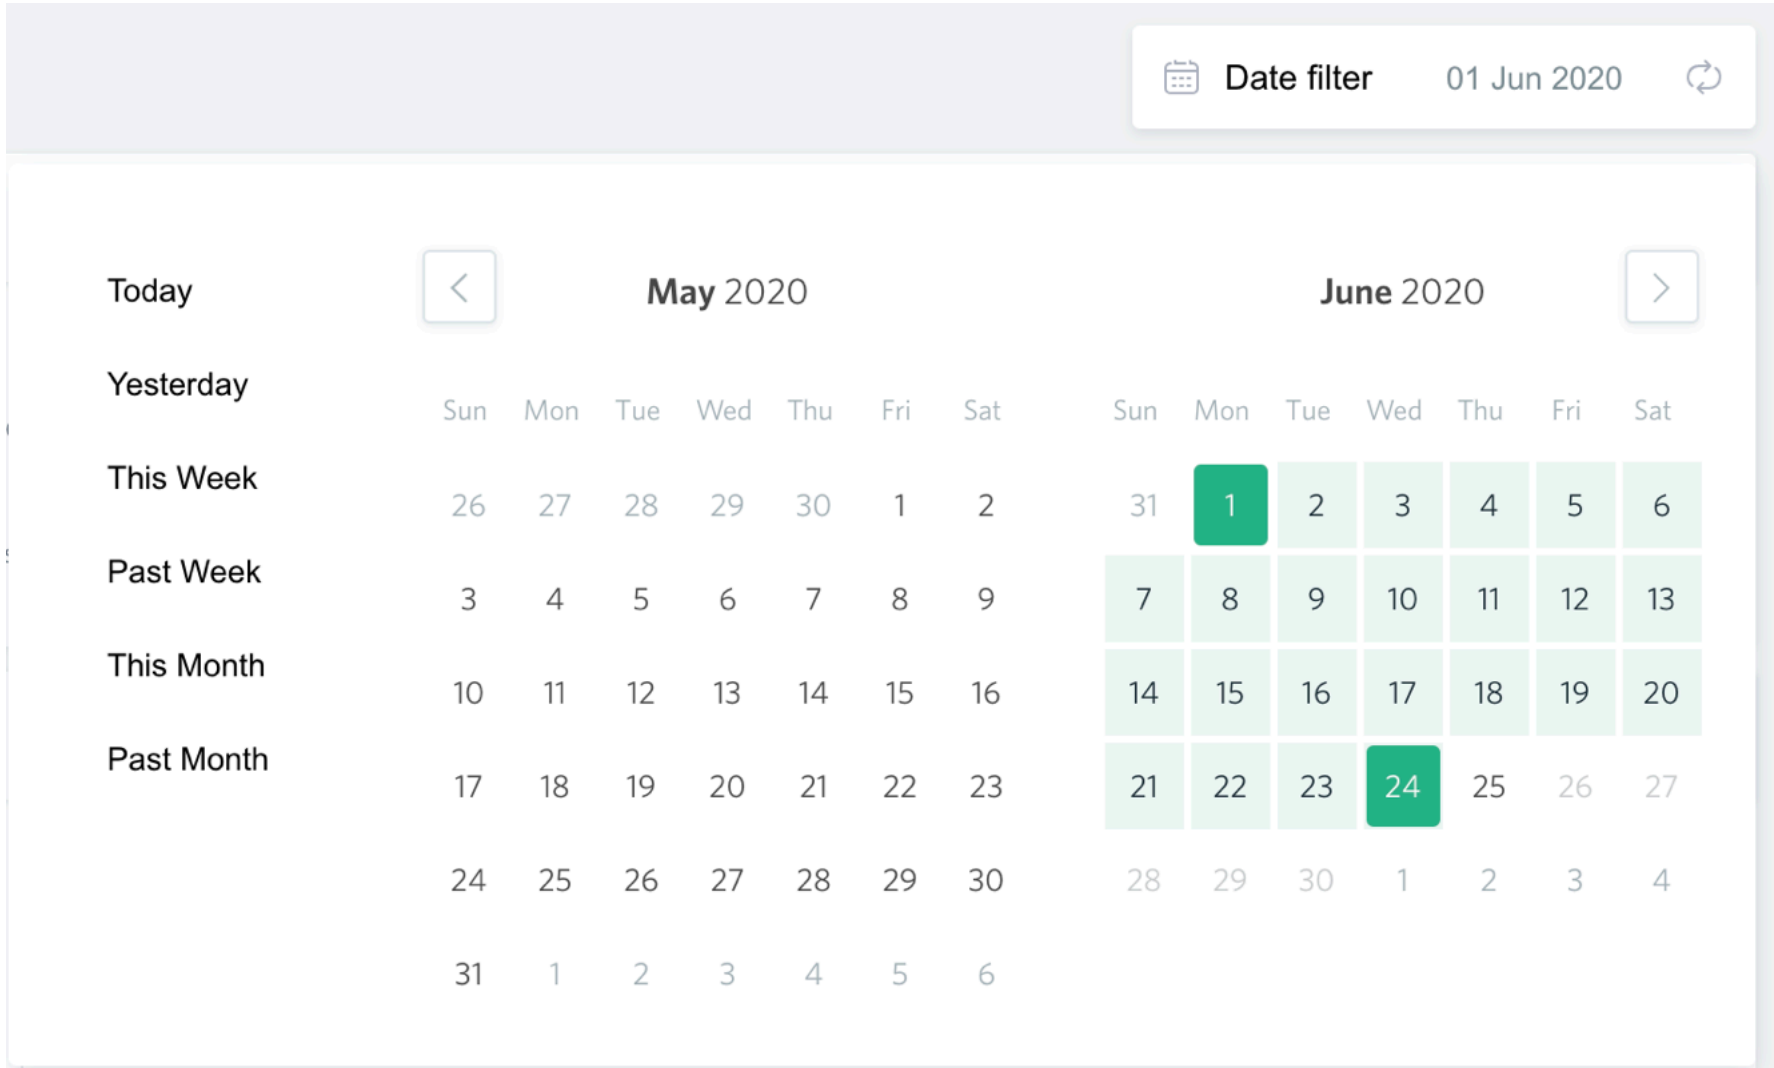 Date filter 01 Jun 2020
Today
Yesterday
This Week
Past Week
This Month
Past Month
May 2020
Sun Mon Tue Wed Thu Fri Sat
26 27 28 29 30 1 2
3 4 5 6 7 8 9
10 11 12 13 14 15 16
17 18 19 20 21 22 23
24 25 26 27 28 29 30
31 1 2 3 4 5 6
June 2020
Sun Mon Tue Wed Thu Fri Sat
31 1 2 3 4 5 6
7 8 9 10 11 12 13
14 15 16 17 18 19 20
21 22 23 24 25 26 27
28 29 30 1 2 3 4